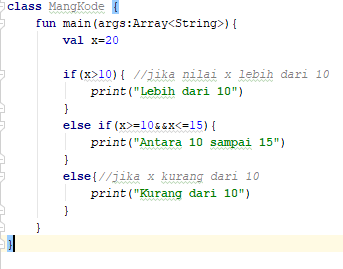 class MangKode {
fun main(args:Array<String>){
val x=20
if(x>10){ //jika nilai x lebih dari 10
print("Lebih dari 10")
}
else if(x>=10&&x<=15){
print("Antara 10 sampai 15")
}
else{//jika x kurang dari 10
print("Kurang dari 10")
}
}
}